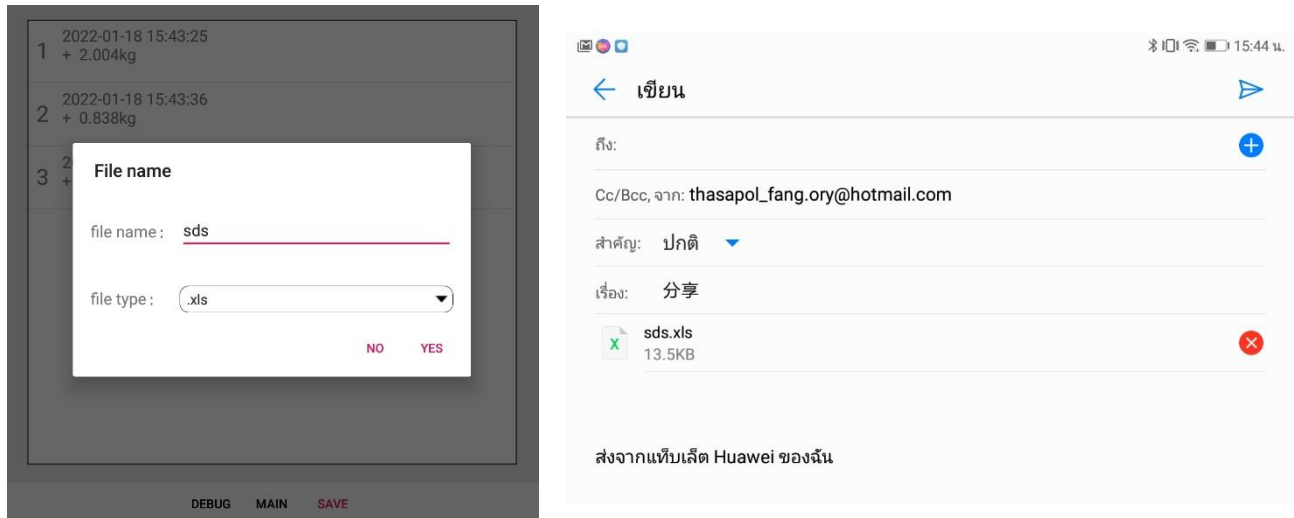 1
2022-01-18 15:43:25
+ 2.004kg
2
2022-01-18 15:43:36
+ 0.838kg
3
2
+
File name
file name :
sds
file type :
.xls
NO YES
DEBUG MAIN SAVE
15:44 น.
เขียน
ถึง:
Cc/Bcc, จาก: thasapol_fang.ory@hotmail.com
สำคัญ: ปกติ
เรื่อง: 分享
X
sds.xls
13.5KB
ส่งจากแท็บเล็ต Huawei ของฉัน